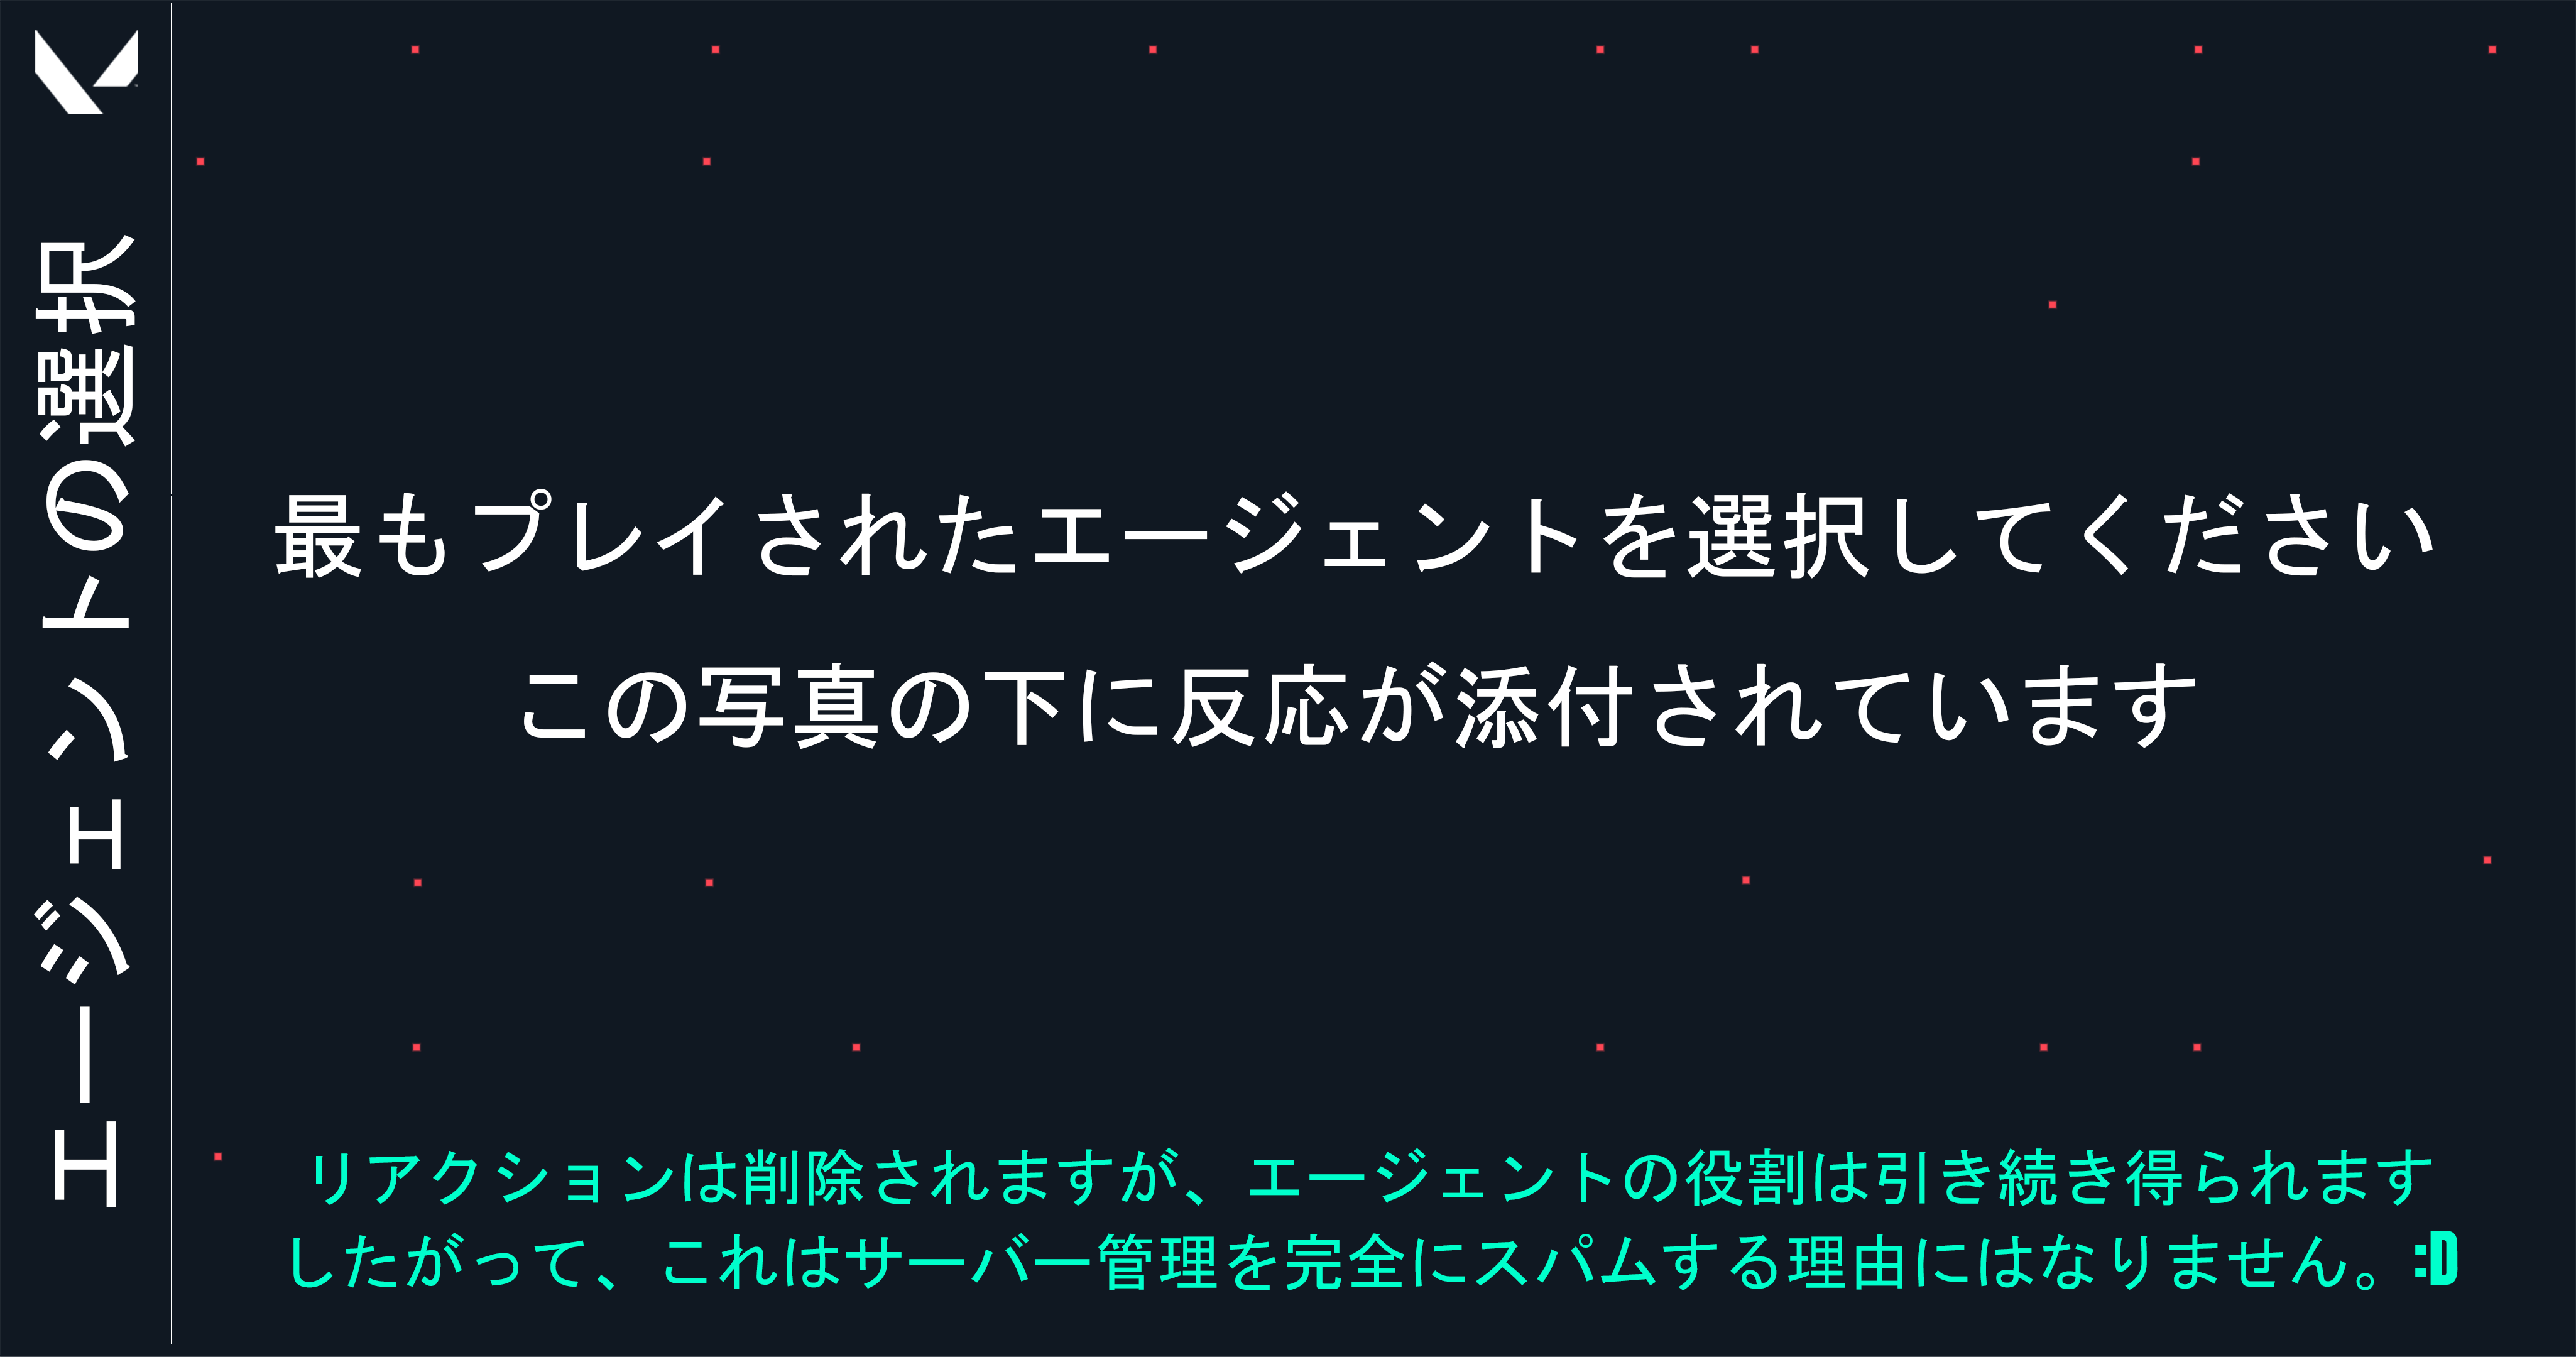 エージェントの選択
最もプレイされたエージェントを選択してください
この写真の下に反応が添付されています
リアクションは削除されますが、エージェントの役割は引き続き得られます
したがって、これはサーバー管理を完全にスパムする理由にはなりません。:D